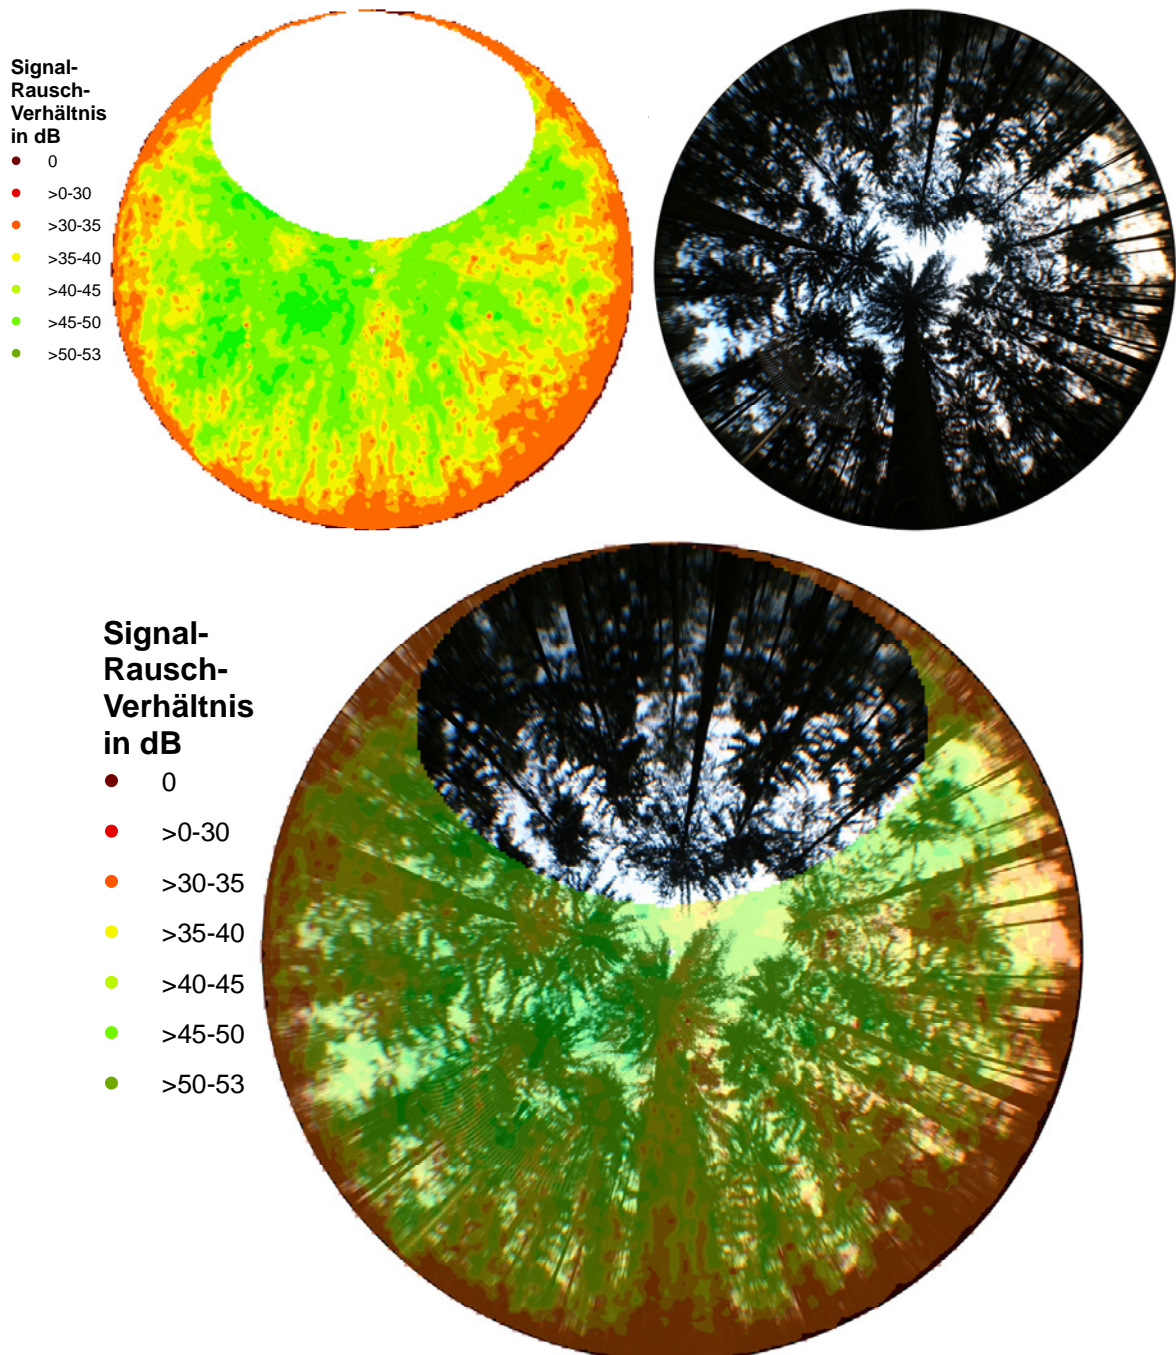 Signal-
Rausch-
Verhältnis
in dB
0
>0-30
>30-35
>35-40
>40-45
>45-50
>50-53
Signal-
Rausch-
Verhältnis
in dB
0
>0-30
>30-35
>35-40
>40-45
>45-50
>50-53